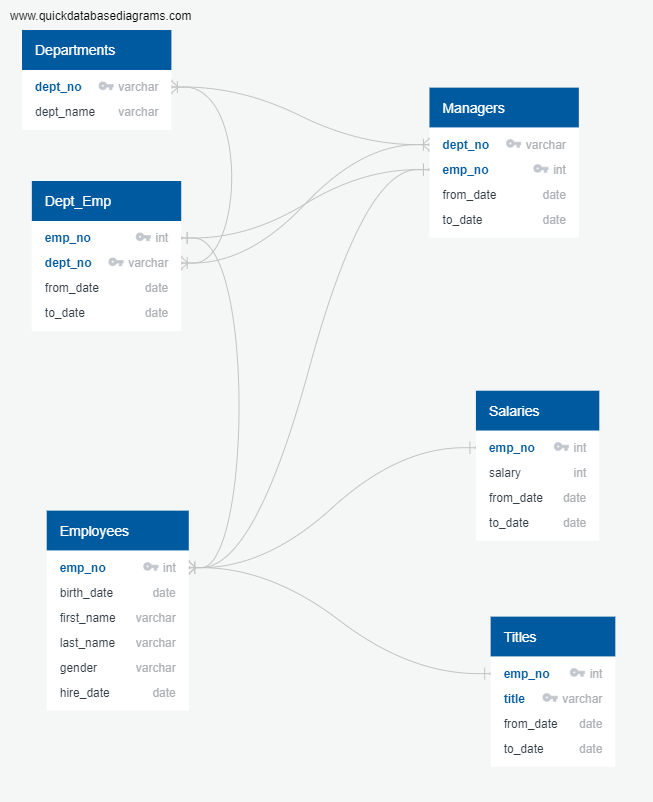 www.quickdatabasediagrams.com
Departments
dept_no varchar
dept_name varchar
Managers
dept_no varchar
emp_no int
from_date date
to_date date
Dept_Emp
emp_no int
dept_no varchar
from_date date
to_date date
Salaries
emp_no int
salary int
from_date date
to_date date
Employees
emp_no int
birth_date date
first_name varchar
last_name varchar
gender varchar
hire_date date
Titles
emp_no int
title varchar
from_date date
to_date date